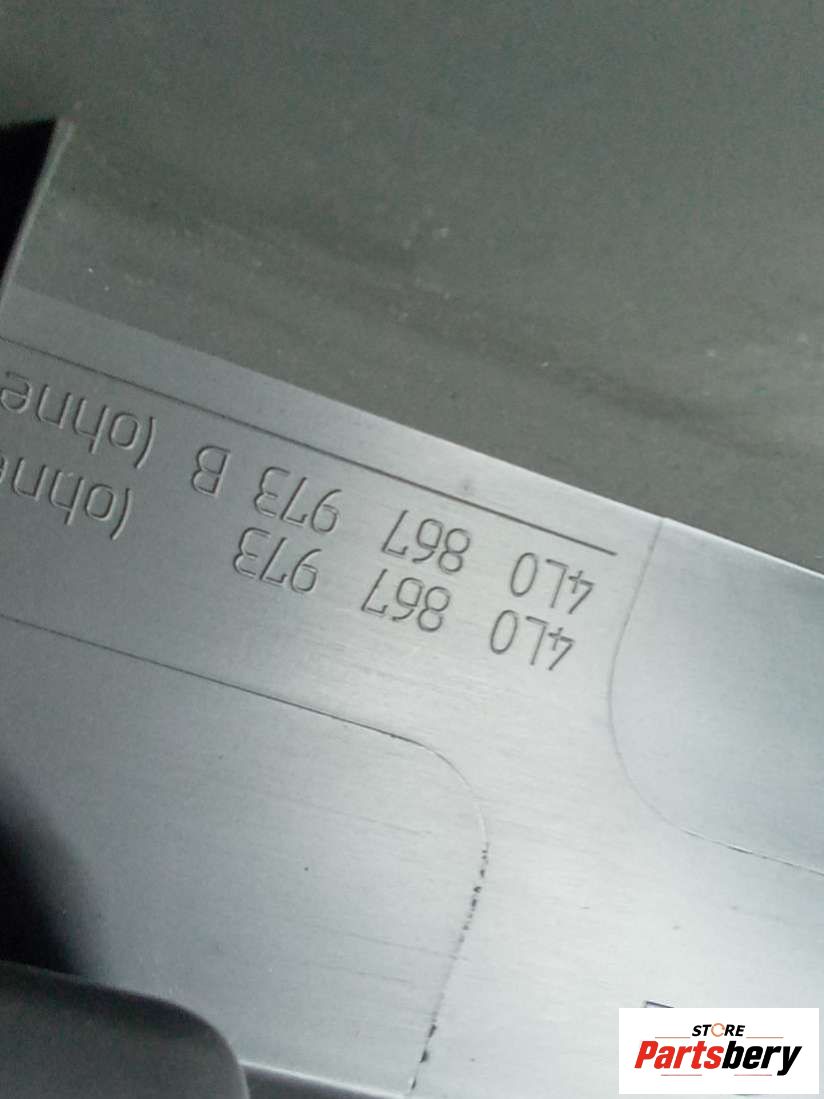 4L0 867 973 (ohne
4L0 867 973 B (ohne
STORE
Partsbery